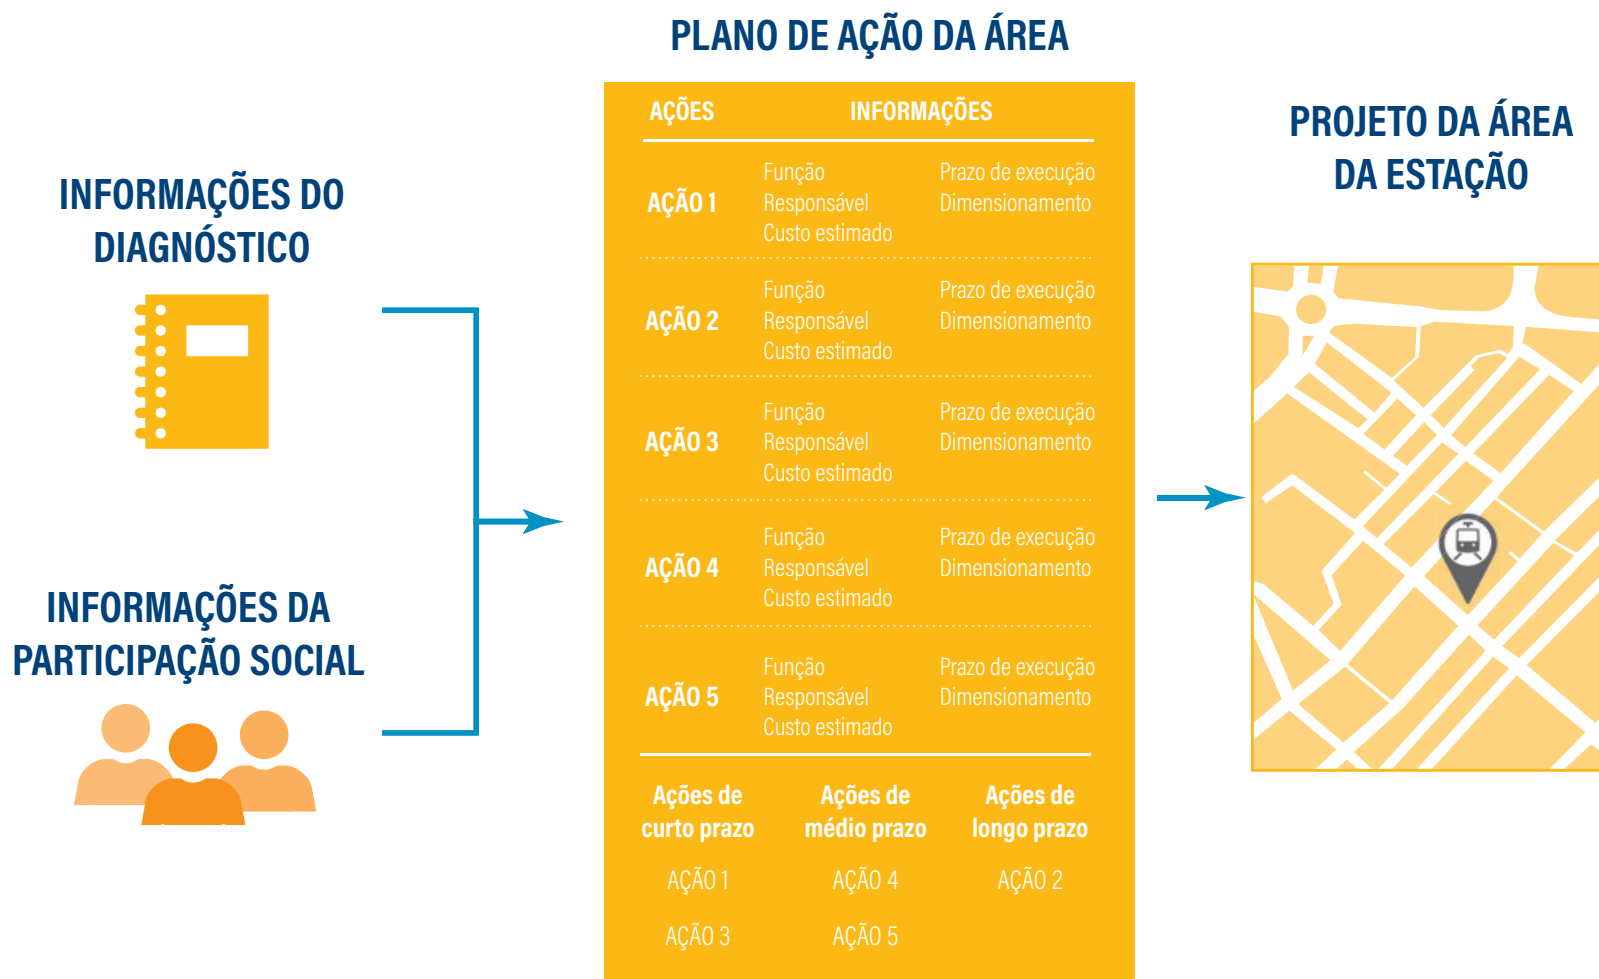 INFORMAÇÕES DO
DIAGNÓSTICO
INFORMAÇÕES DA
PARTICIPAÇÃO SOCIAL
PLANO DE AÇÃO DA ÁREA
AÇÕES INFORMAÇÕES
AÇÃO 1
Função
Responsável
Custo estimado
Prazo de execução
Dimensionamento
AÇÃO 2
Função
Responsável
Custo estimado
Prazo de execução
Dimensionamento
AÇÃO 3
Função
Responsável
Custo estimado
Prazo de execução
Dimensionamento
AÇÃO 4
Função
Responsável
Custo estimado
Prazo de execução
Dimensionamento
AÇÃO 5
Função
Responsável
Custo estimado
Prazo de execução
Dimensionamento
Ações de
curto prazo
AÇÃO 1
AÇÃO 3
Ações de
médio prazo
AÇÃO 4
AÇÃO 5
Ações de
longo prazo
AÇÃO 2
PROJETO DA ÁREA
DA ESTAÇÃO